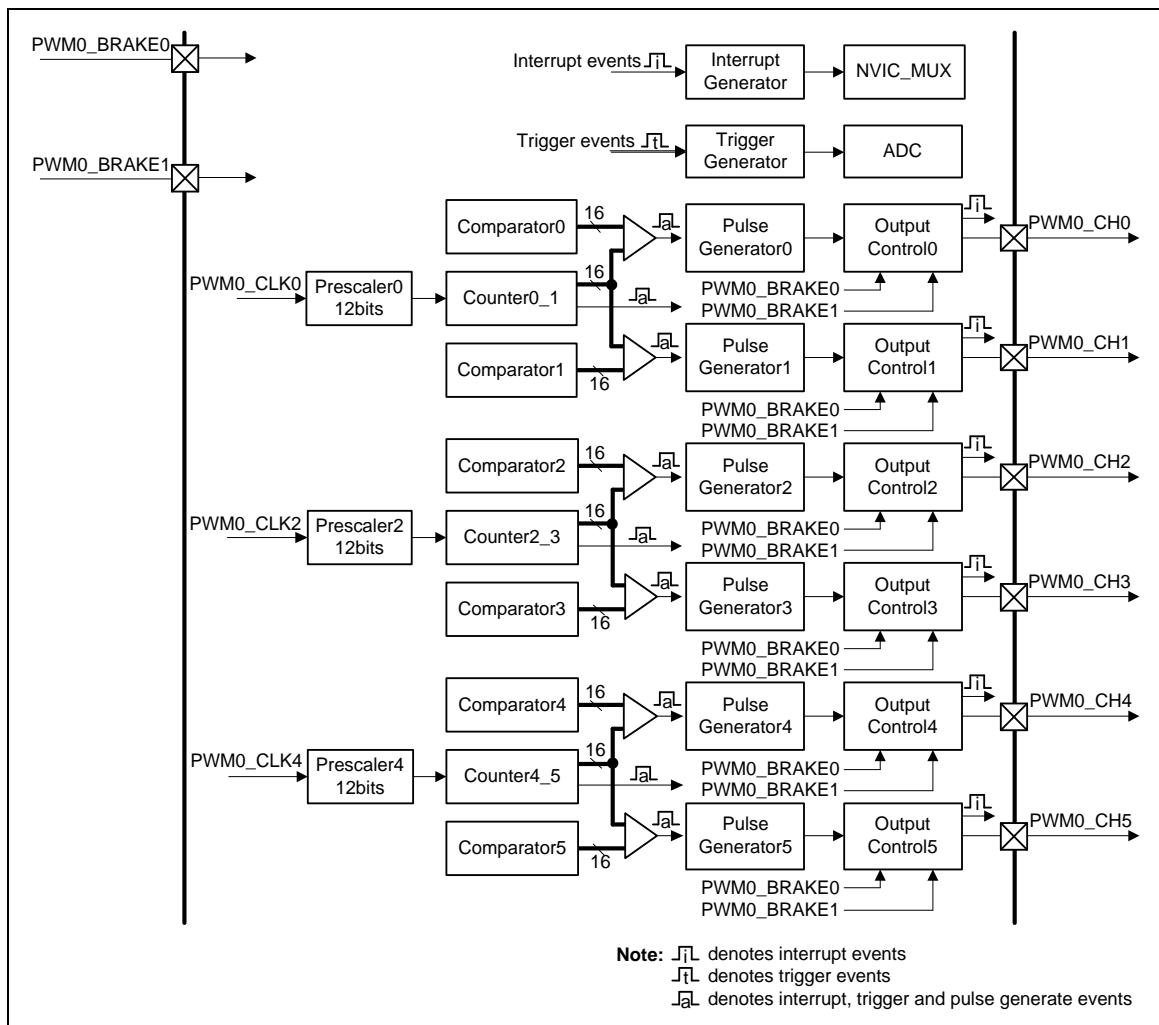 PWM0_BRAKE0
Interrupt events
i
Interrupt
Generator
NVIC_MUX
PWM0_BRAKE1
Trigger events
t
Trigger
Generator
ADC
Comparator0
16
a
Pulse
Generator0
Output
Control0
i
PWM0_CH0
PWM0_CLK0
Prescaler0
12bits
Counter0_1
16
a
PWM0_BRAKE0
PWM0_BRAKE1
Comparator1
16
a
Pulse
Generator1
Output
Control1
i
PWM0_CH1
PWM0_BRAKE0
PWM0_BRAKE1
Comparator2
16
a
Pulse
Generator2
Output
Control2
i
PWM0_CH2
PWM0_CLK2
Prescaler2
12bits
Counter2_3
16
a
PWM0_BRAKE0
PWM0_BRAKE1
Comparator3
16
a
Pulse
Generator3
Output
Control3
i
PWM0_CH3
PWM0_BRAKE0
PWM0_BRAKE1
Comparator4
16
a
Pulse
Generator4
Output
Control4
i
PWM0_CH4
PWM0_CLK4
Prescaler4
12bits
Counter4_5
16
a
PWM0_BRAKE0
PWM0_BRAKE1
Comparator5
16
a
Pulse
Generator5
Output
Control5
i
PWM0_CH5
PWM0_BRAKE0
PWM0_BRAKE1
Note: i denotes interrupt events
t denotes trigger events
a denotes interrupt, trigger and pulse generate events